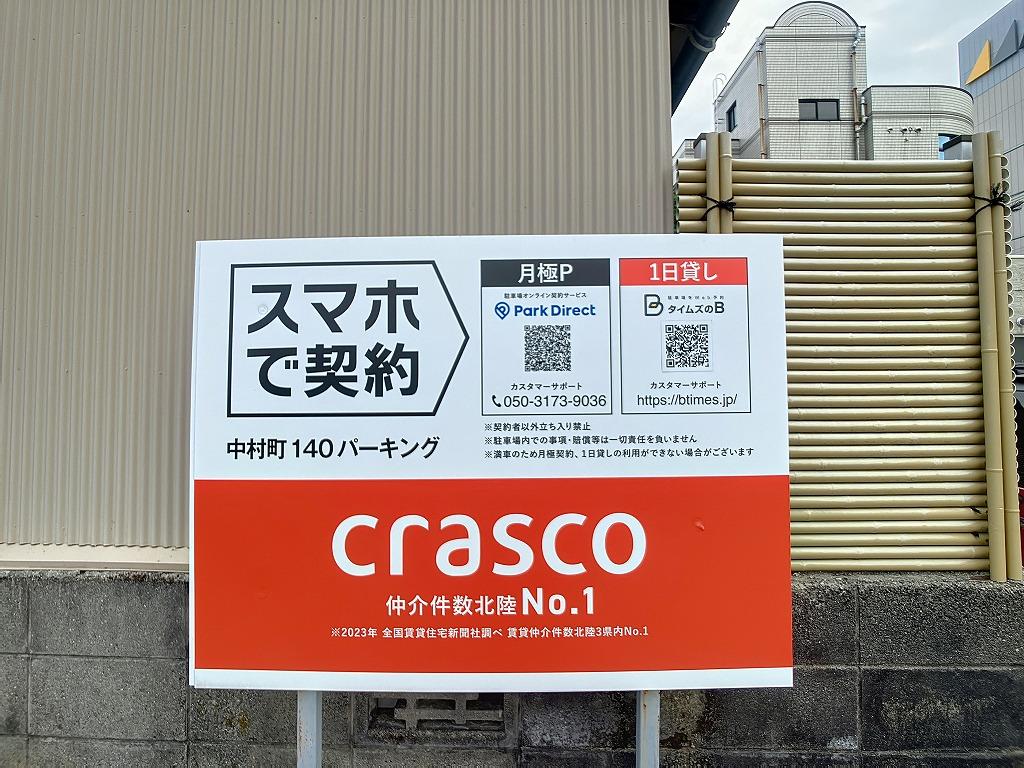 スマホ
で契約
中村町140パーキング
月極P
駐車場オンライン契約サービス
Park Direct
カスタマーサポート
050-3173-9036
1日貸し
駐車場をWeb予約
タイムズのB
カスタマーサポート
https://btimes.jp/
※契約者以外立ち入り禁止
※駐車場内での事項・賠償等は一切責任を負いません
※満車のため月極契約、1日貸しの利用ができない場合がございます
crasco
仲介件数北陸No.1
※2023年 全国賃貸住宅新聞社調べ 賃貸仲介件数北陸3県内No.1